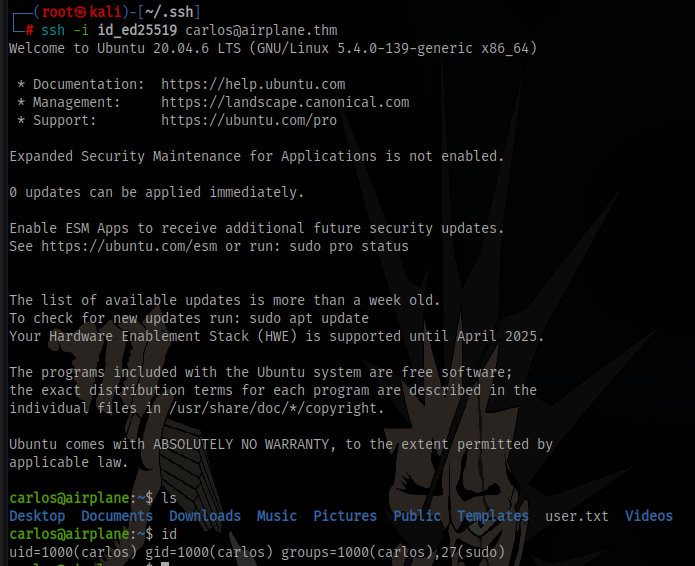 ┌──(root㉿kali)-[~/.ssh]
└─# ssh -i id_ed25519 carlos@airplane.thm
Welcome to Ubuntu 20.04.6 LTS (GNU/Linux 5.4.0-139-generic x86_64)
* Documentation:  https://help.ubuntu.com
* Management:     https://landscape.canonical.com
* Support:        https://ubuntu.com/pro
Expanded Security Maintenance for Applications is not enabled.
0 updates can be applied immediately.
Enable ESM Apps to receive additional future security updates.
See https://ubuntu.com/esm or run: sudo pro status
The list of available updates is more than a week old.
To check for new updates run: sudo apt update
Your Hardware Enablement Stack (HWE) is supported until April 2025.
The programs included with the Ubuntu system are free software;
the exact distribution terms for each program are described in the
individual files in /usr/share/doc/*/copyright.
Ubuntu comes with ABSOLUTELY NO WARRANTY, to the extent permitted by
applicable law.
carlos@airplane:~$ ls
Desktop  Documents  Downloads  Music  Pictures  Public  Templates  user.txt  Videos
carlos@airplane:~$ id
uid=1000(carlos) gid=1000(carlos) groups=1000(carlos),27(sudo)
carlos@airplane:~$